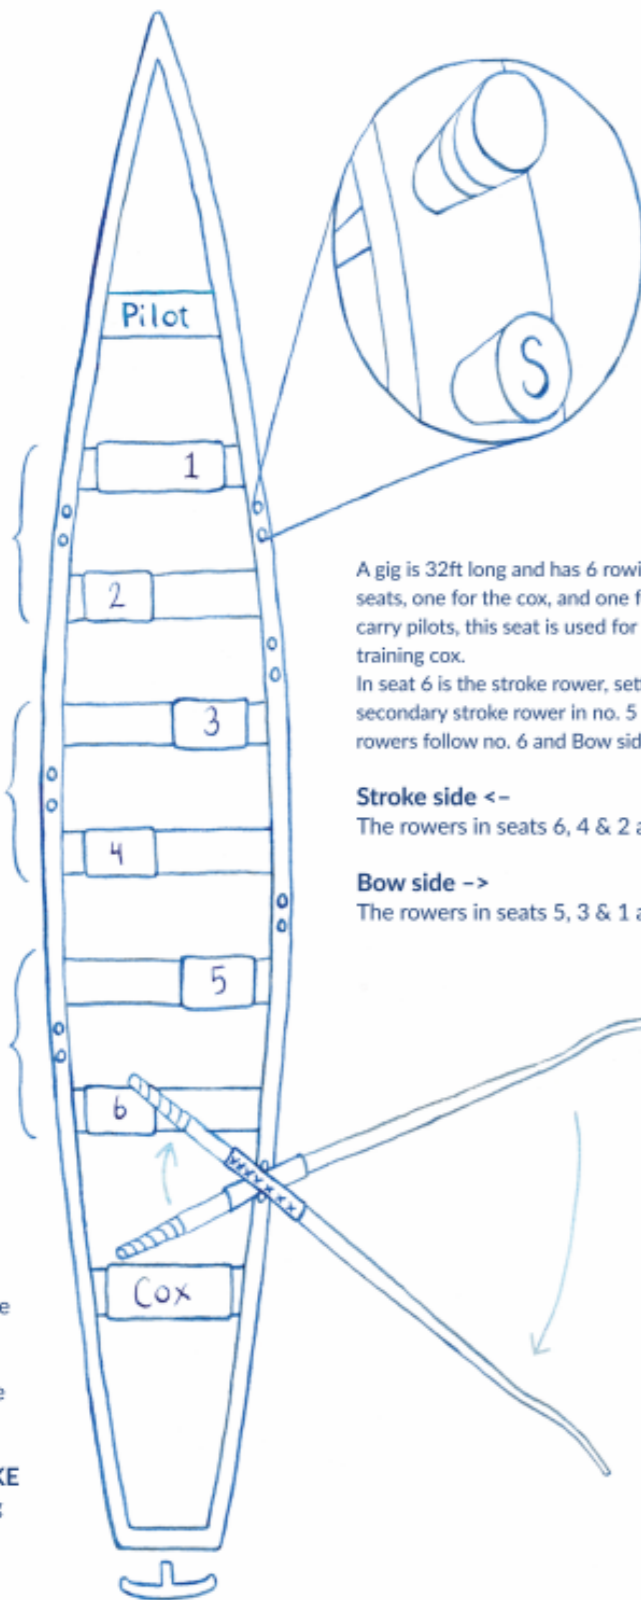 Pilot
S
1
2
A gig is 32ft long and has 6 rowi
seats, one for the cox, and one f
carry pilots, this seat is used for
training cox.
In seat 6 is the stroke rower, set
secondary stroke rower in no. 5
rowers follow no. 6 and Bow sid
3
Stroke side <–
The rowers in seats 6, 4 & 2 a
4
Bow side –>
The rowers in seats 5, 3 & 1 a
5
6
Cox
e
e
KE
g